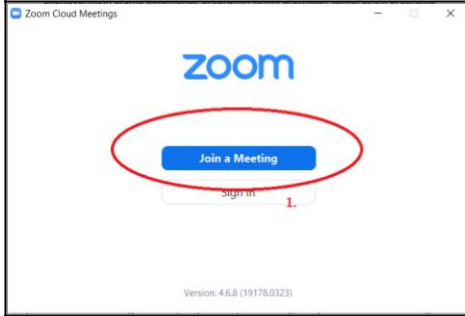 Zoom Cloud Meetings
zoom
Join a Meeting
Sign In
1.
Version: 4.6.8 (19178.0323)